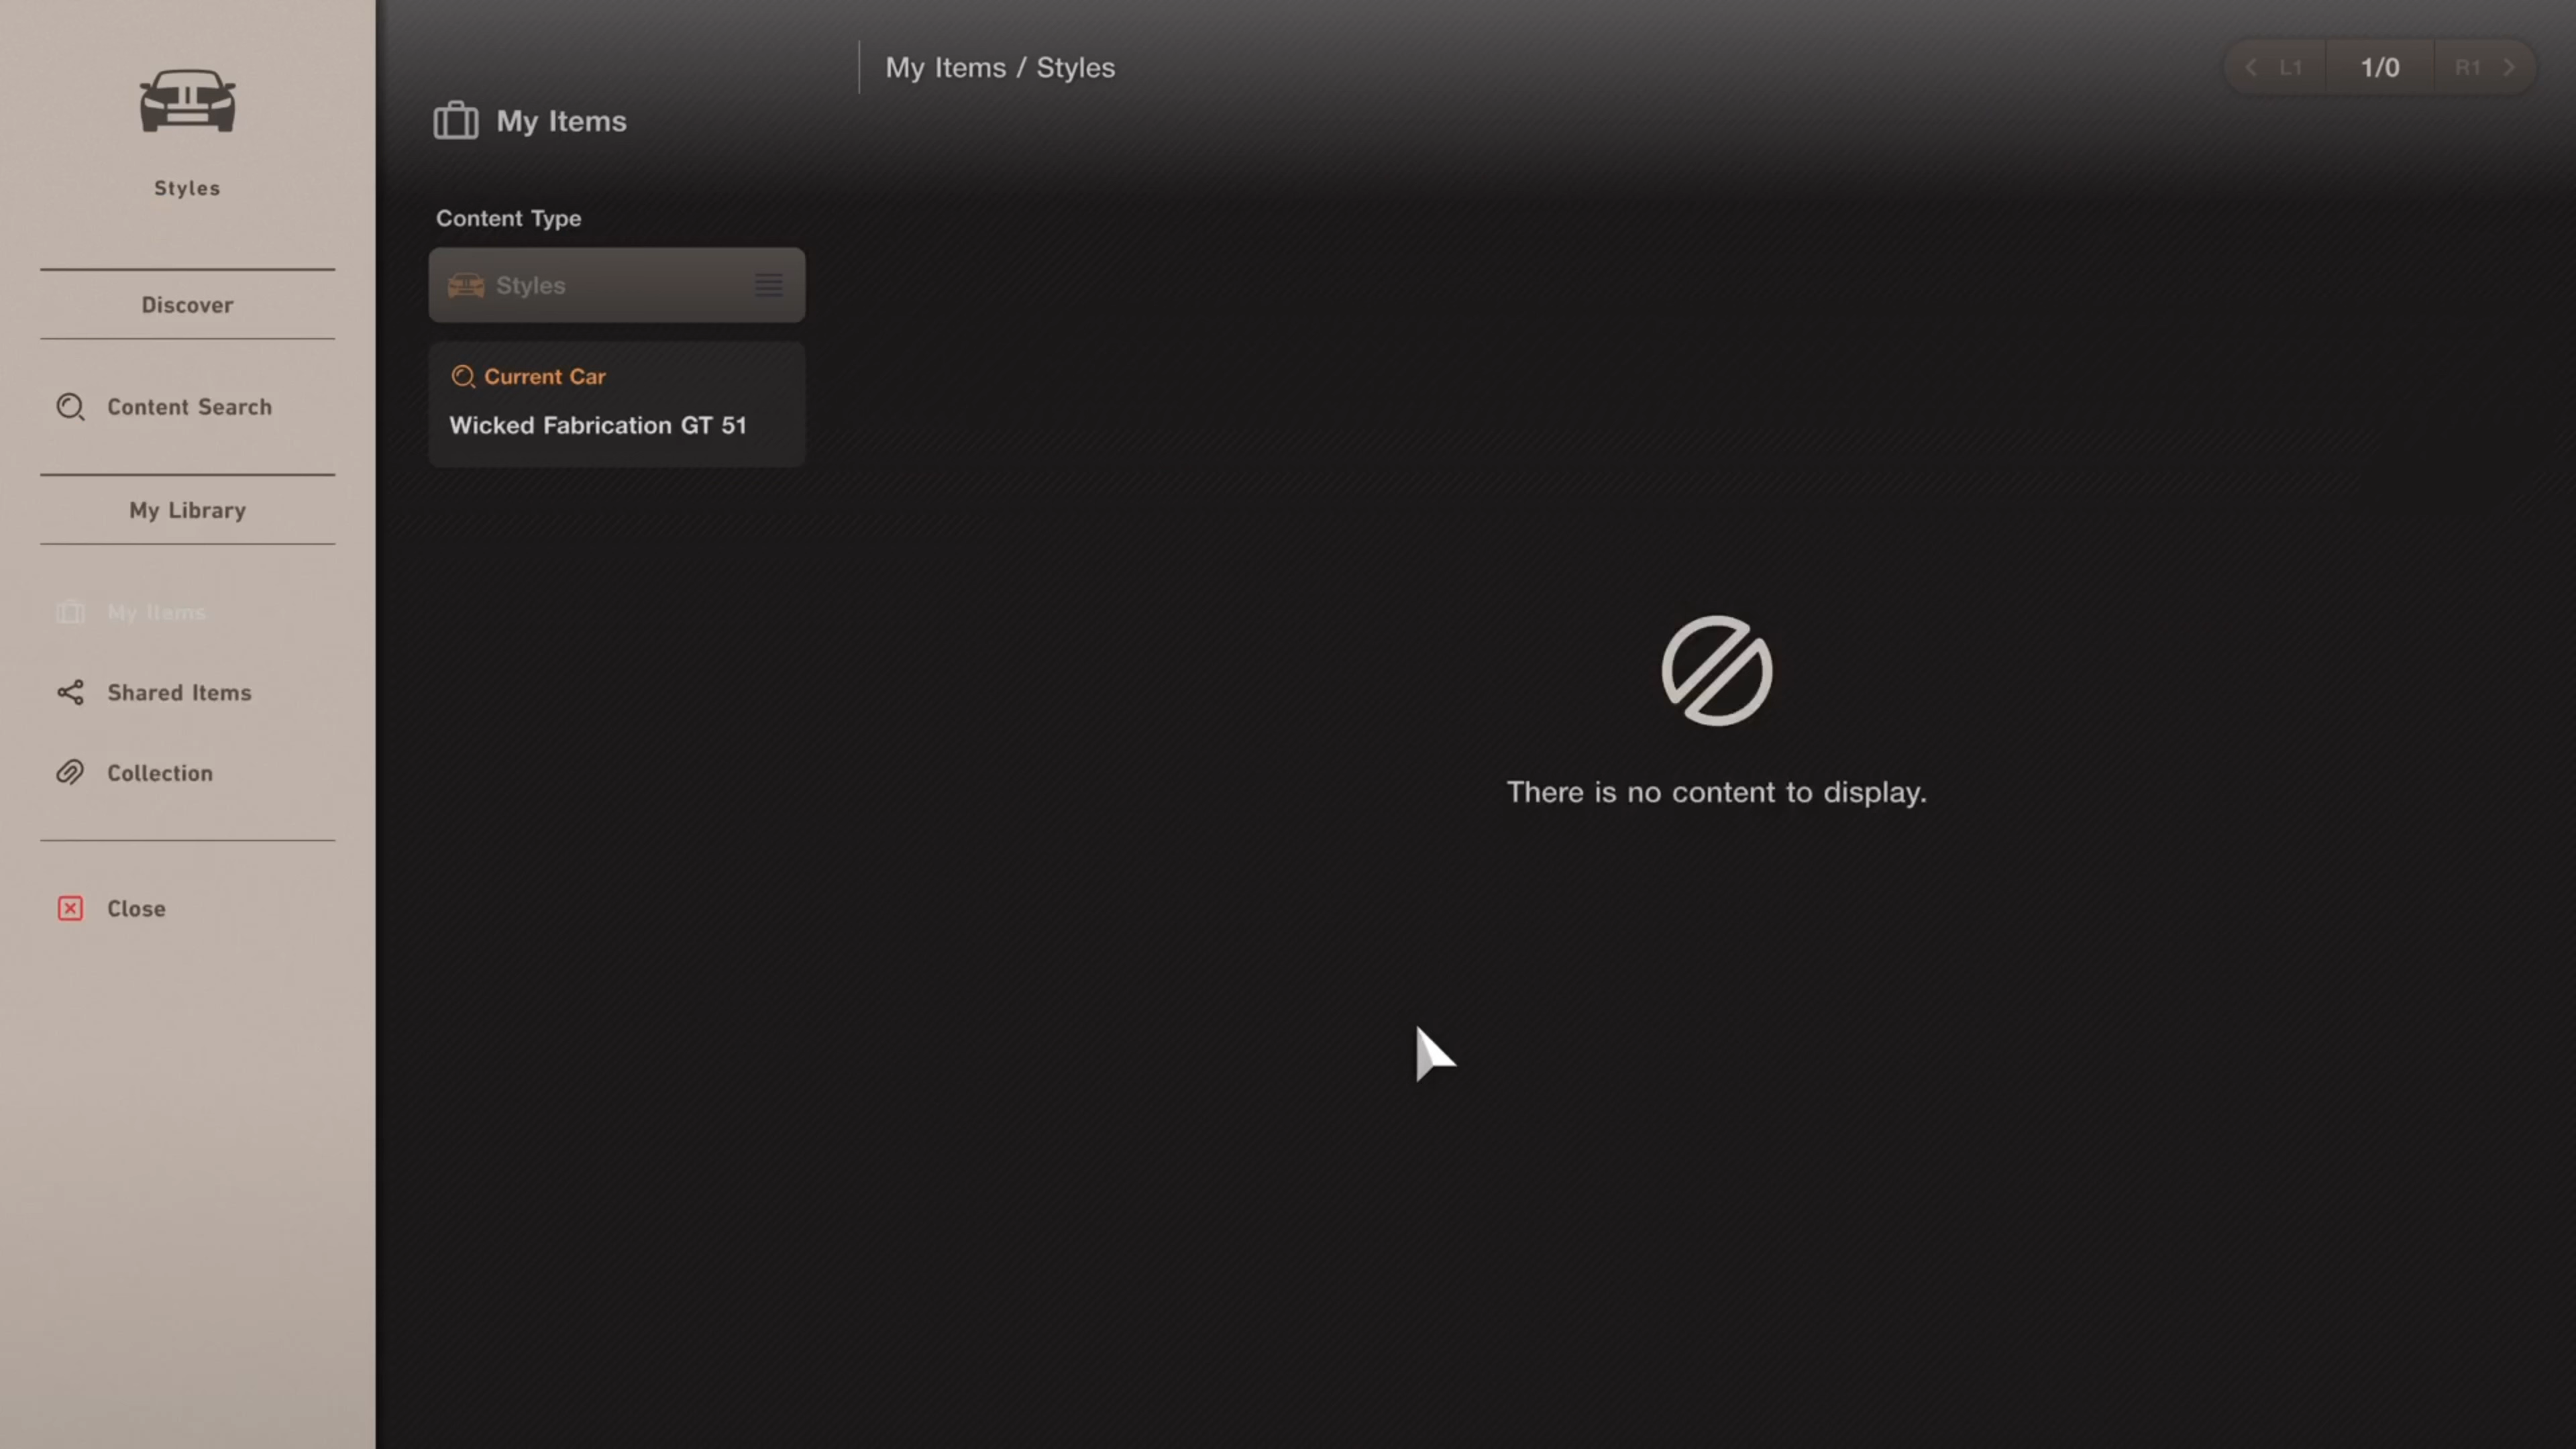 Styles
Discover
Content Search
My Library
My Items
Shared Items
Collection
Close
My Items
Content Type
Styles
Current Car
Wicked Fabrication GT 51
My Items / Styles
L1 1/0 R1
There is no content to display.